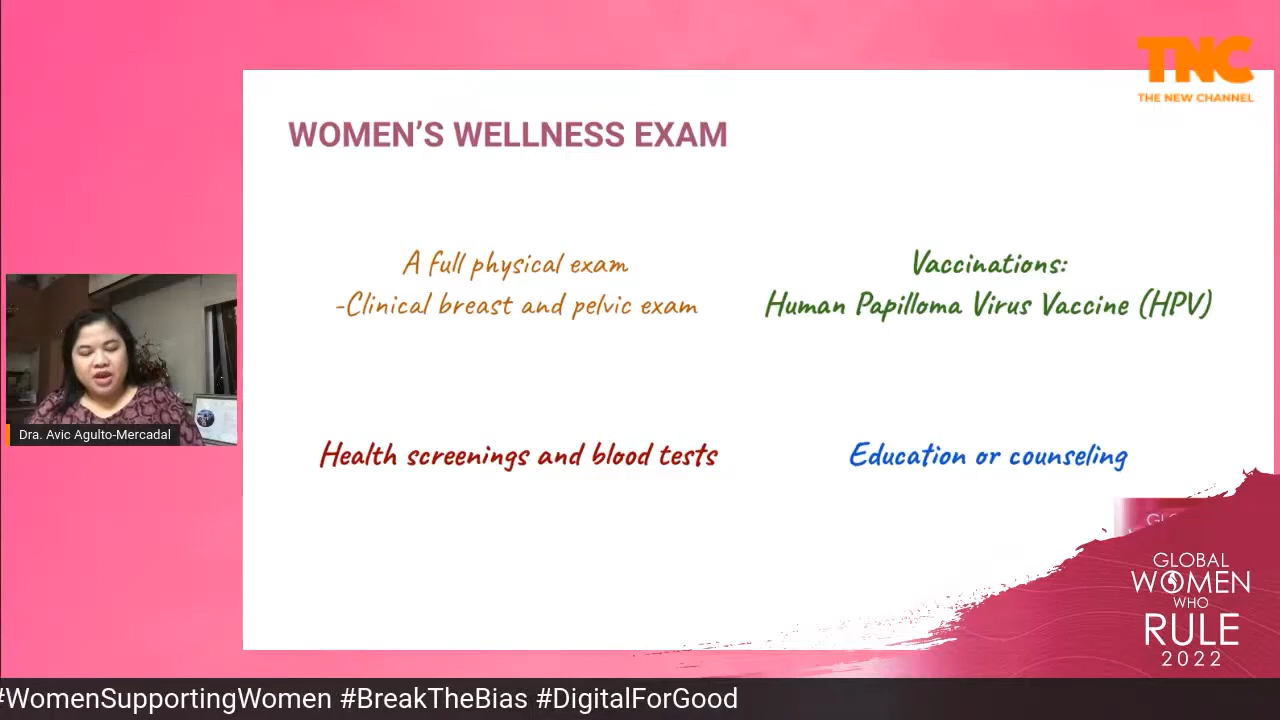 TNC
THE NEW CHANNEL
WOMEN'S WELLNESS EXAM
A full physical exam
-Clinical breast and pelvic exam
Vaccinations:
Human Papilloma Virus Vaccine (HPV)
Health screenings and blood tests
Education or counseling
Dra. Avic Agulto-Mercadal
GLOBAL
WOMEN
WHO
RULE
2022
#WomenSupportingWomen #BreakTheBias #DigitalForGood